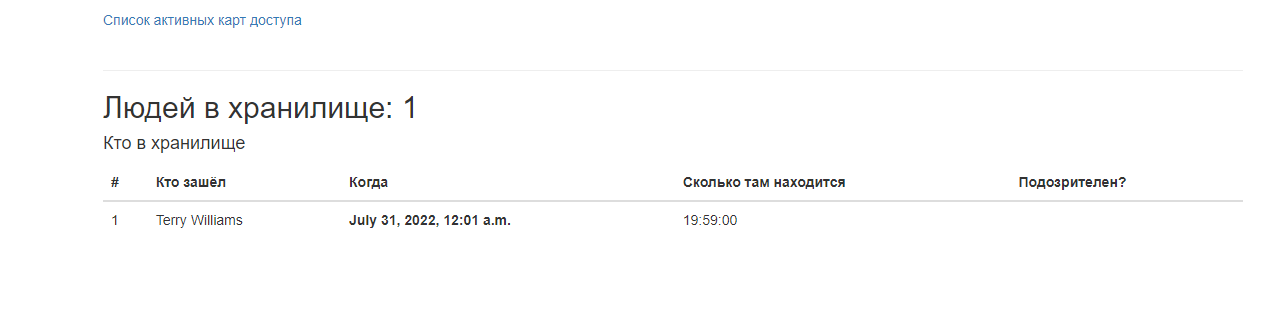 Список активных карт доступа
Людей в хранилище: 1
Кто в хранилище
# Кто зашёл Когда Сколько там находится Подозрителен?
1 Terry Williams July 31, 2022, 12:01 a.m. 19:59:00